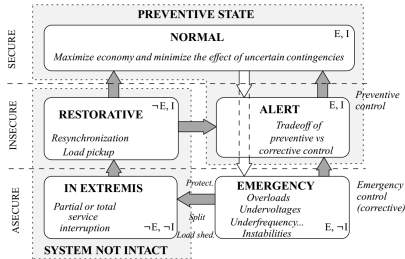 PREVENTIVE STATE
SECURE
NORMAL
E, I
Maximize economy and minimize the effect of uncertain contingencies
INSECURE
RESTORATIVE
¬E, I
Resynchronization
Load pickup
ALERT
E, I
Tradeoff of
preventive vs
corrective control
Preventive
control
ASECURE
IN EXTREMIS
Partial or total
service
interruption
¬E, ¬I
SYSTEM NOT INTACT
Protect.
Split
Load shed.
EMERGENCY
Overloads
Undervoltages
Underfrequency...
Instabilities
E, ¬I
Emergency
control
(corrective)